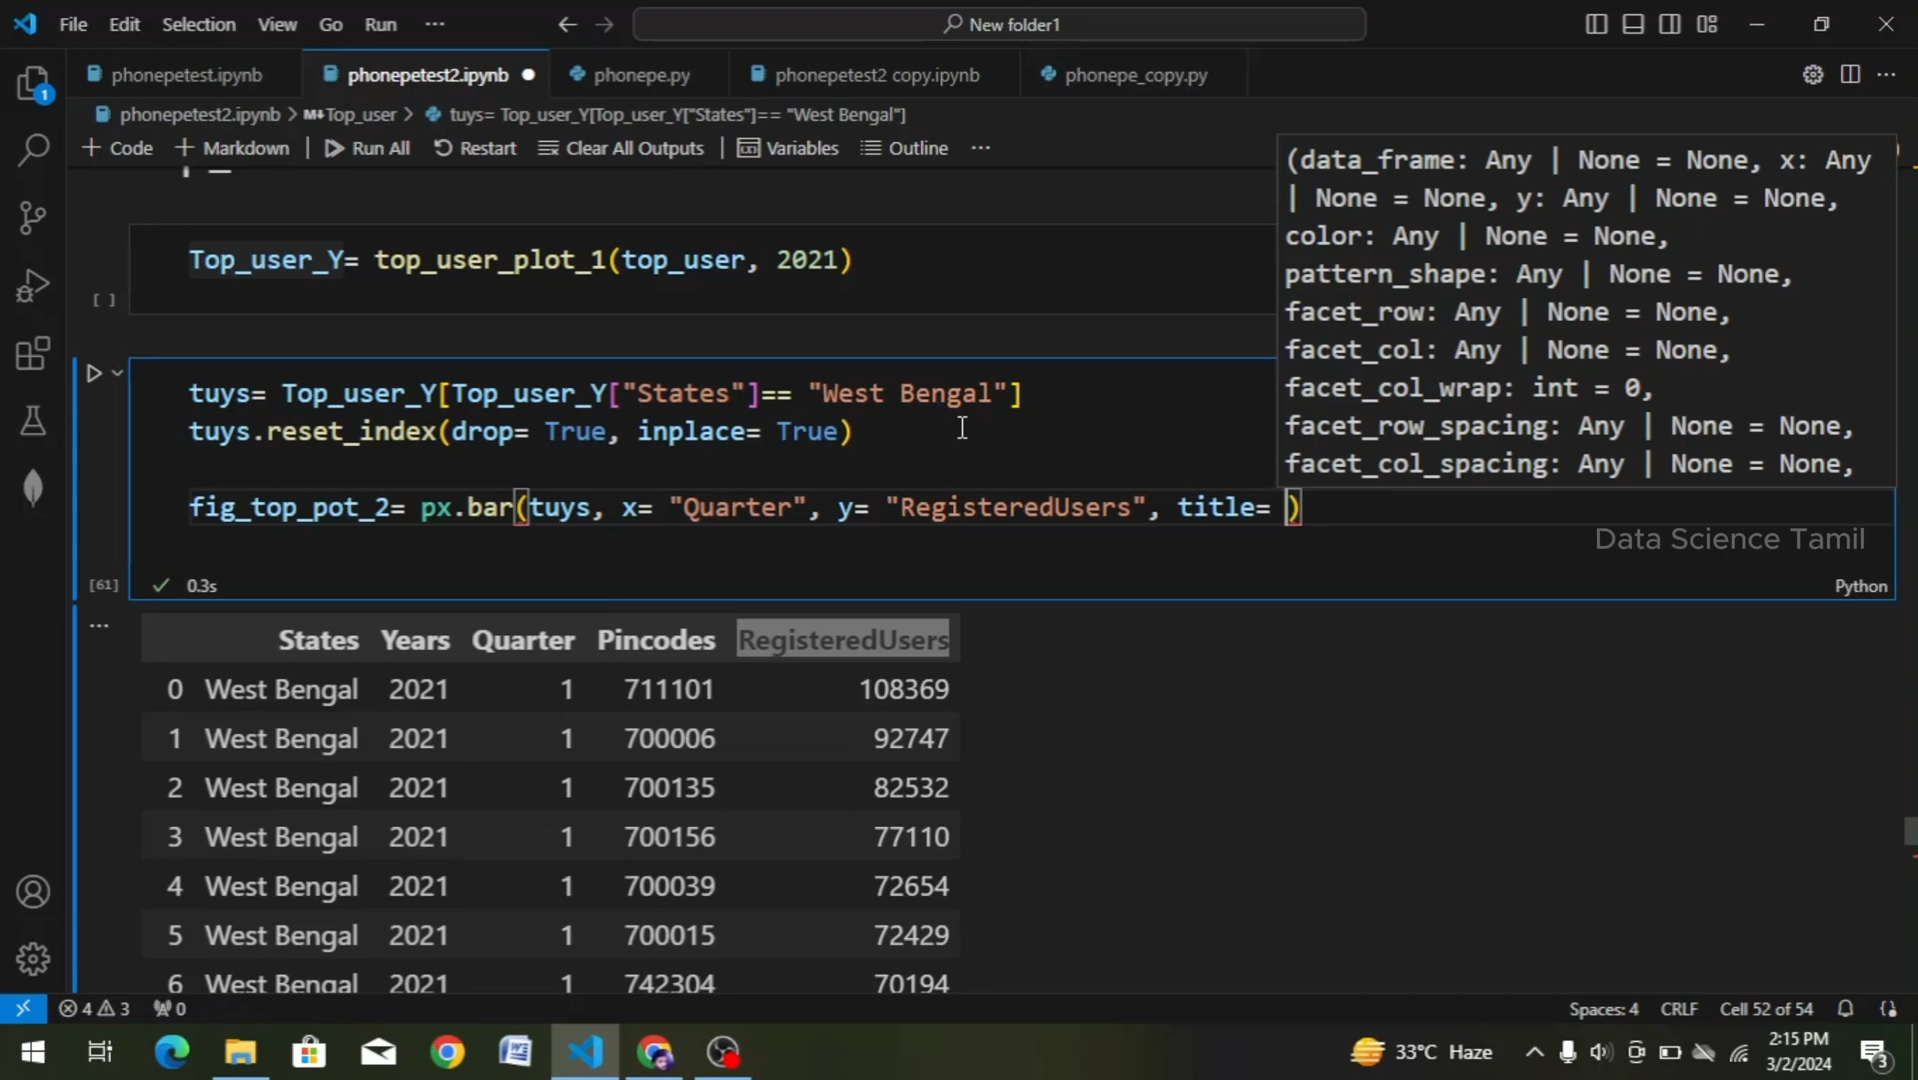 File Edit Selection View Go Run ···
New folder1
phonepetest.ipynb phonepetest2.ipynb phonepe.py phonepetest2 copy.ipynb phonepe_copy.py
phonepetest2.ipynb > M↓Top_user > tuys= Top_user_Y[Top_user_Y["States"]== "West Bengal"]
+ Code + Markdown Run All Restart Clear All Outputs Variables Outline ···
Top_user_Y= top_user_plot_1(top_user, 2021)
[ ]
(data_frame: Any | None = None, x: Any
| None = None, y: Any | None = None,
color: Any | None = None,
pattern_shape: Any | None = None,
facet_row: Any | None = None,
facet_col: Any | None = None,
facet_col_wrap: int = 0,
facet_row_spacing: Any | None = None,
facet_col_spacing: Any | None = None,
tuys= Top_user_Y[Top_user_Y["States"]== "West Bengal"]
tuys.reset_index(drop= True, inplace= True)
fig_top_pot_2= px.bar(tuys, x= "Quarter", y= "RegisteredUsers", title= )
Data Science Tamil
[61] 0.3s Python
States Years Quarter Pincodes RegisteredUsers
0 West Bengal 2021 1 711101 108369
1 West Bengal 2021 1 700006 92747
2 West Bengal 2021 1 700135 82532
3 West Bengal 2021 1 700156 77110
4 West Bengal 2021 1 700039 72654
5 West Bengal 2021 1 700015 72429
6 West Bengal 2021 1 742304 70194
4 3 0 Spaces: 4 CRLF Cell 52 of 54
33°C Haze 2:15 PM
3/2/2024
1
3